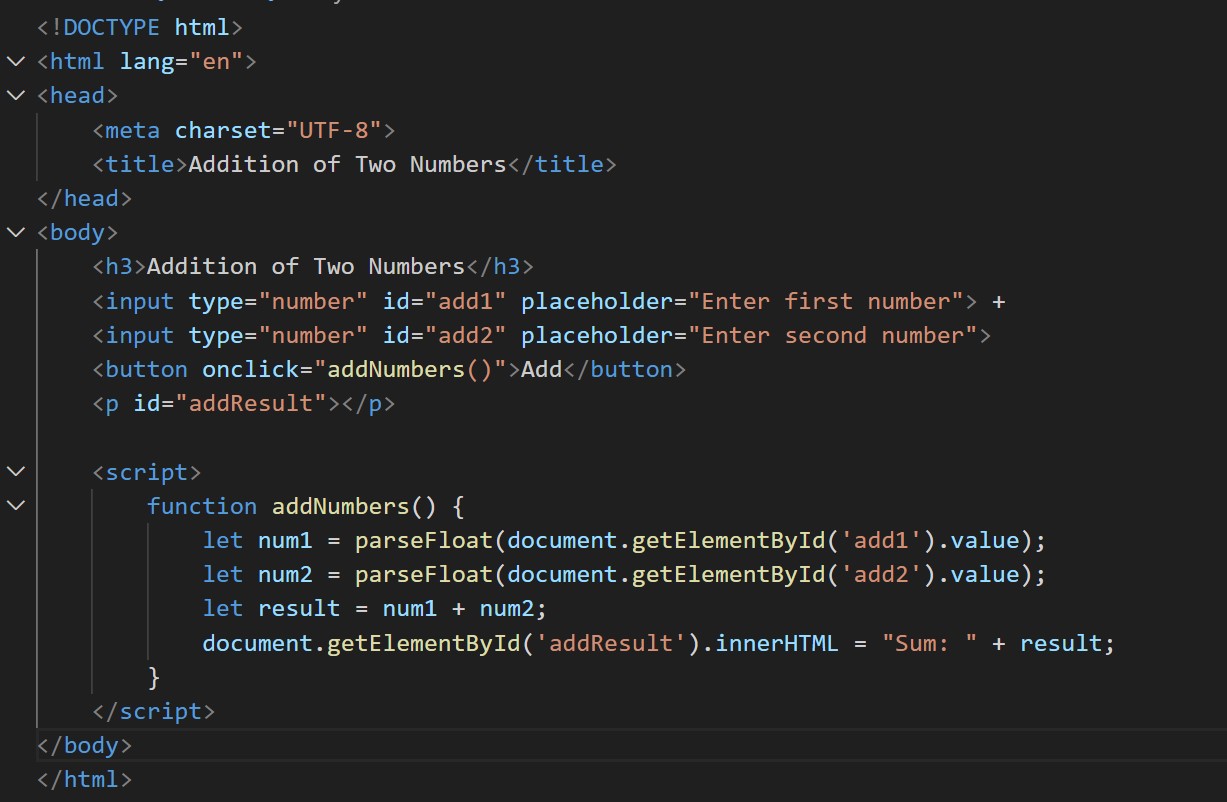 <!DOCTYPE html>
<html lang="en">
<head>
    <meta charset="UTF-8">
    <title>Addition of Two Numbers</title>
</head>
<body>
    <h3>Addition of Two Numbers</h3>
    <input type="number" id="add1" placeholder="Enter first number"> +
    <input type="number" id="add2" placeholder="Enter second number">
    <button onclick="addNumbers()">Add</button>
    <p id="addResult"></p>

    <script>
        function addNumbers() {
            let num1 = parseFloat(document.getElementById('add1').value);
            let num2 = parseFloat(document.getElementById('add2').value);
            let result = num1 + num2;
            document.getElementById('addResult').innerHTML = "Sum: " + result;
        }
    </script>
</body>
</html>